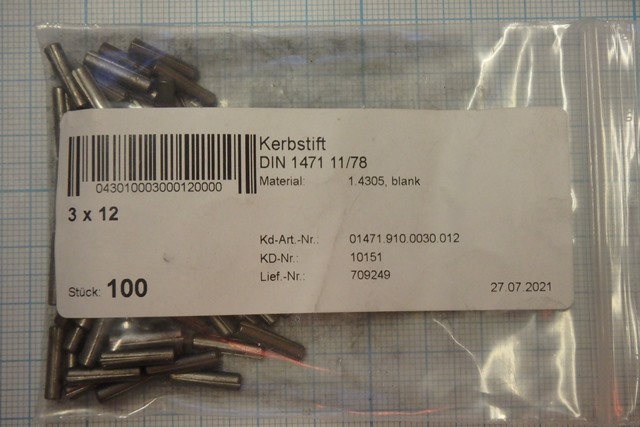 Kerbstift
DIN 1471 11/78
Material: 1.4305, blank
043010003000120000
3 x 12
Kd-Art.-Nr.: 01471.910.0030.012
KD-Nr.: 10151
Lief.-Nr.: 709249
Stück: 100
27.07.2021